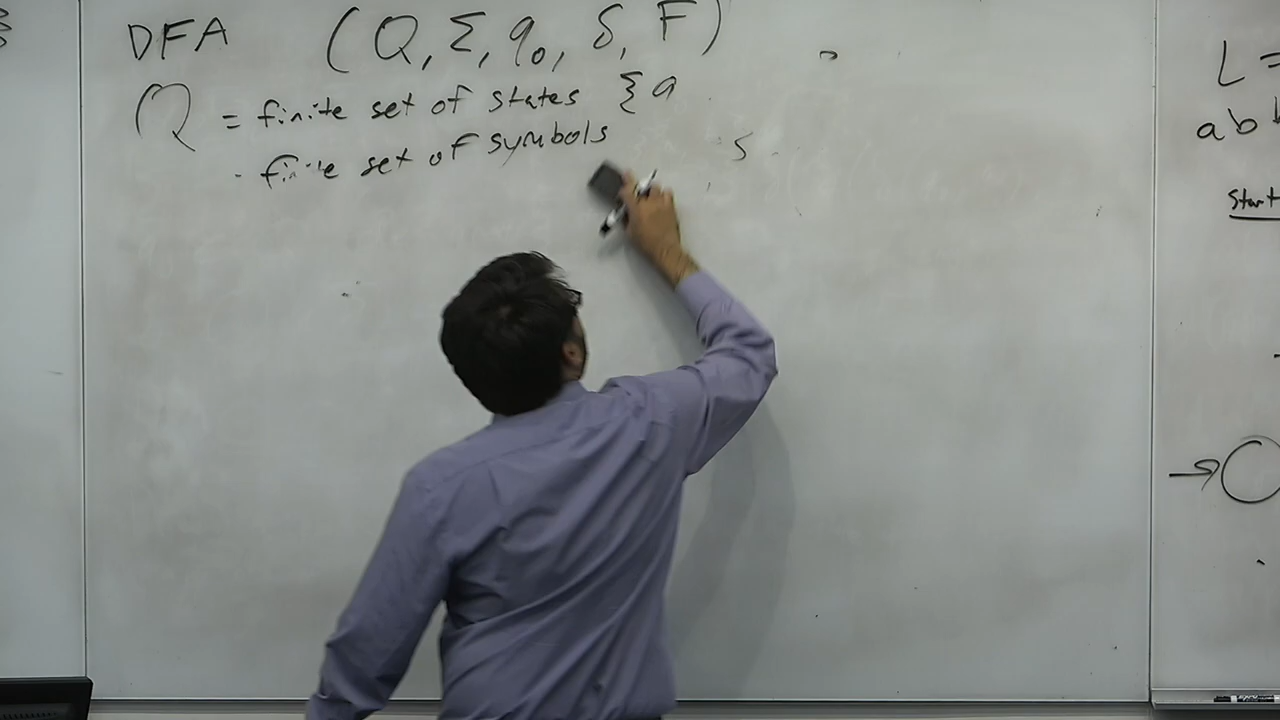 DFA (Q, Σ, q₀, δ, F)
Q = finite set of states {q
finite set of symbols
s
L =
ab
Start